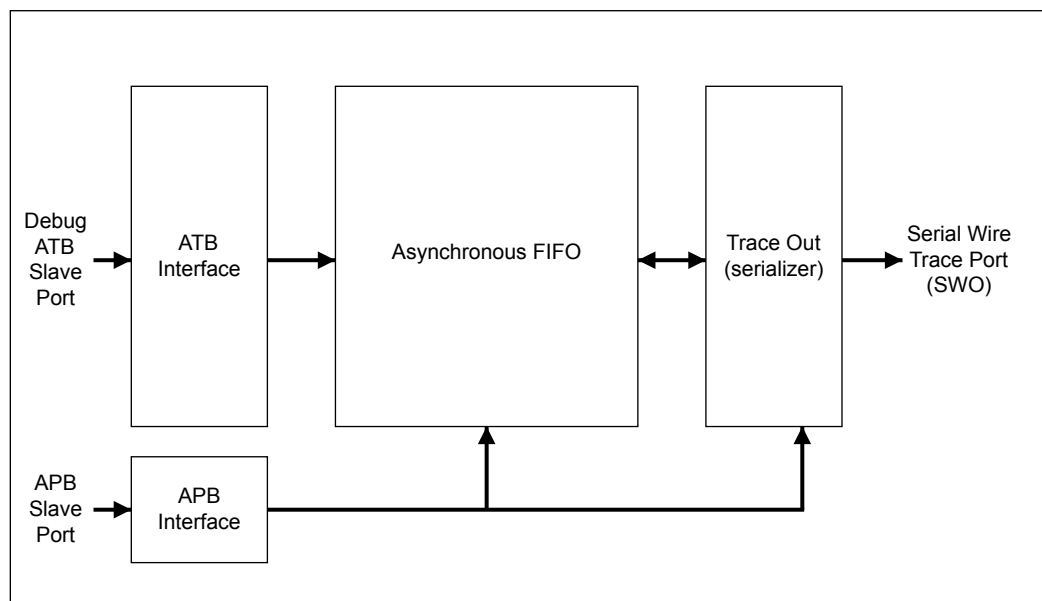 Debug
ATB
Slave
Port
ATB
Interface
Asynchronous FIFO
Trace Out
(serializer)
Serial Wire
Trace Port
(SWO)
APB
Slave
Port
APB
Interface